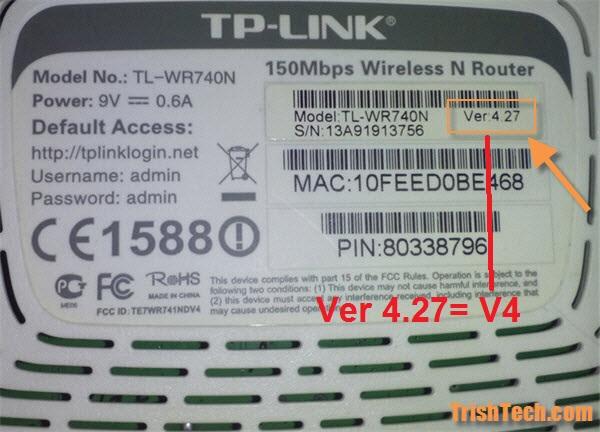 TP-LINK®
Model No.: TL-WR740N
Power: 9V ⎓ 0.6A
Default Access:
http://tplinklogin.net
Username: admin
Password: admin
150Mbps Wireless N Router
Model:TL-WR740N Ver:4.27
S/N:13A91913756
MAC:10FEED0BE468
PIN:80338796
CE1588!
FC
RoHS
MADE IN CHINA
FCC ID: TE7WR741NDV4
This device complies with part 15 of the FCC Rules. Operation is subject to the
following two conditions: (1) This device may not cause harmful interference, and
(2) this device must accept any interference received, including interference that
may cause undesired
Ver 4.27= V4
TrishTech.com